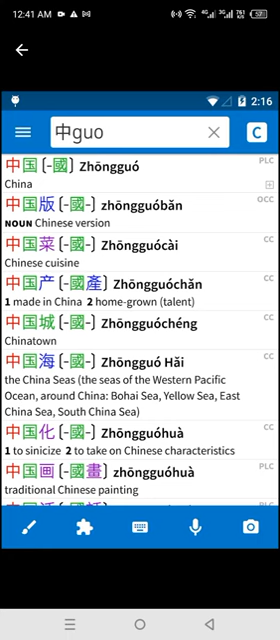 12:41 AM
2:16
中guo
C
中国 (-國) Zhōngguó PLC
China
中国版 (-國-) zhōngguóbǎn OCC
NOUN Chinese version
中国菜 (-國-) Zhōngguócài CC
Chinese cuisine
中国产 (-國產) Zhōngguóchǎn CC
1 made in China 2 home-grown (talent)
中国城 (-國-) Zhōngguóchéng CC
Chinatown
中国海 (-國-) Zhōngguó Hǎi CC
the China Seas (the seas of the Western Pacific
Ocean, around China: Bohai Sea, Yellow Sea, East
China Sea, South China Sea)
中国化 (-國-) Zhōngguóhuà CC
1 to sinicize 2 to take on Chinese characteristics
中国画 (-國畫) zhōngguóhuà PLC
traditional Chinese painting